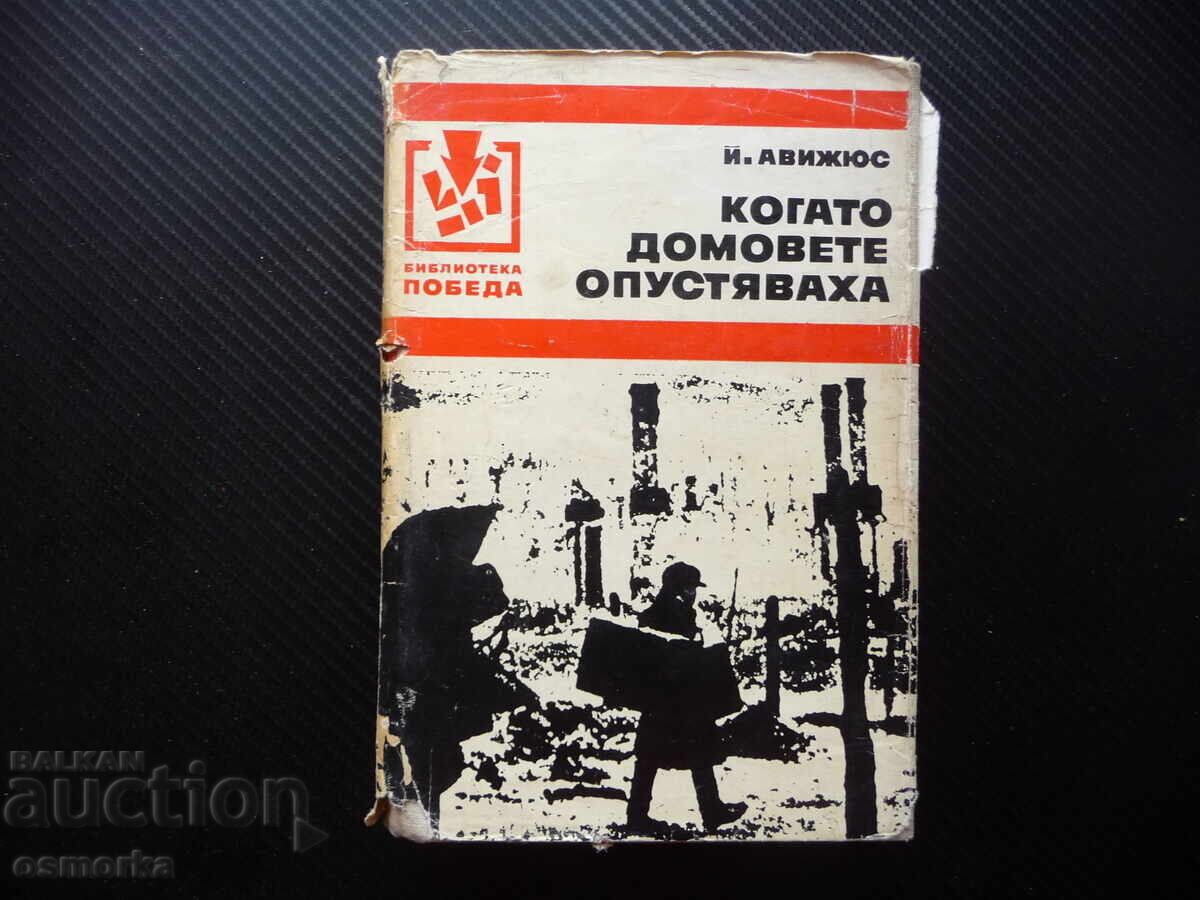 Й. АВИЖЮС
КОГАТО
ДОМОВЕТЕ
ОПУСТЯВАХА
БИБЛИОТЕКА
ПОБЕДА
BALKAN
auction
osmorka